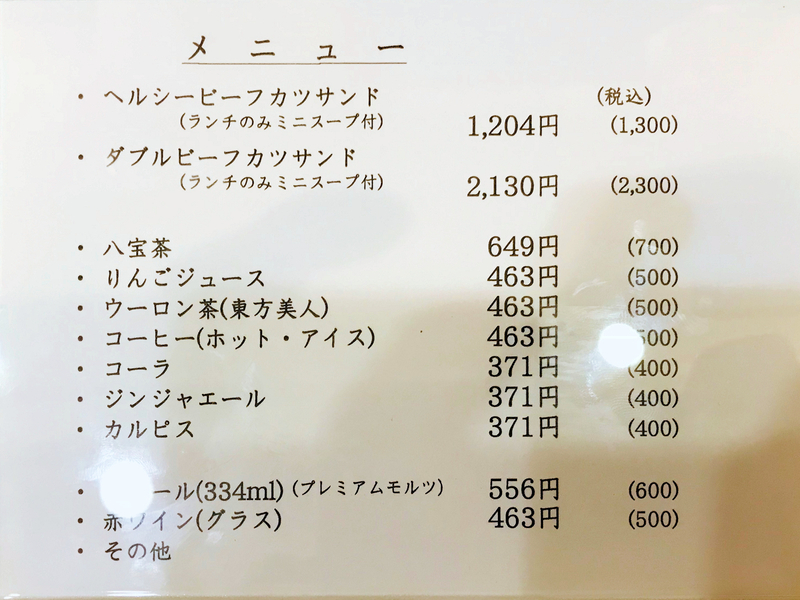 メニュー
・ ヘルシービーフカツサンド (税込)
(ランチのみミニスープ付) 1,204円 (1,300)
・ ダブルビーフカツサンド
(ランチのみミニスープ付) 2,130円 (2,300)
・ 八宝茶 649円 (700)
・ りんごジュース 463円 (500)
・ ウーロン茶(東方美人) 463円 (500)
・ コーヒー(ホット・アイス) 463円 (500)
・ コーラ 371円 (400)
・ ジンジャエール 371円 (400)
・ カルピス 371円 (400)
・ ール(334ml) (プレミアムモルツ) 556円 (600)
・ 赤ワイン(グラス) 463円 (500)
・ その他